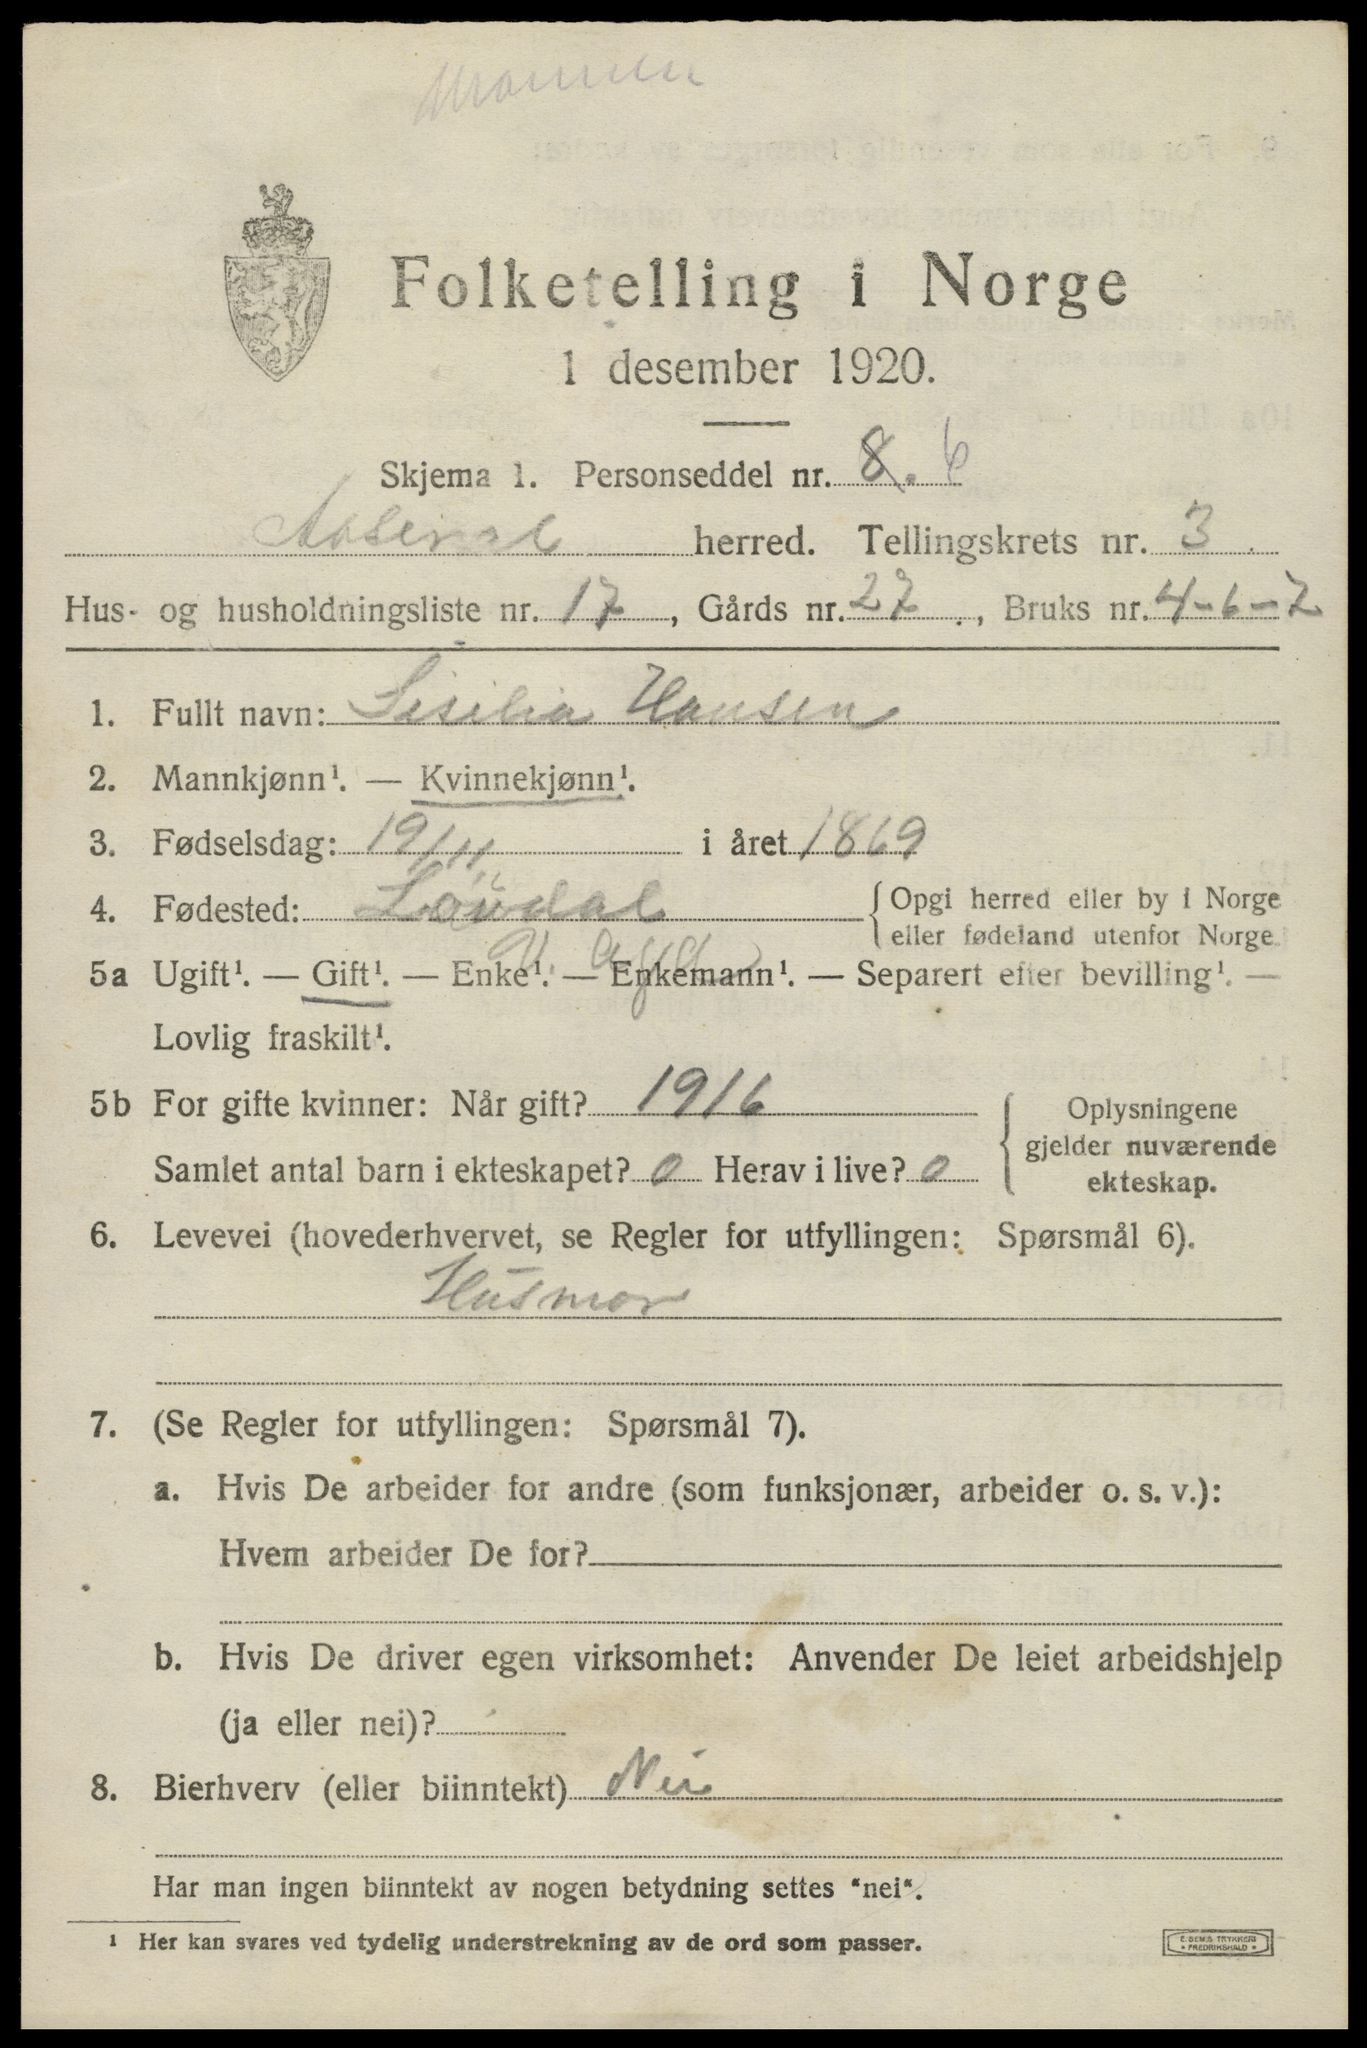 Folketelling i Norge
1 desember 1920.
Skjema 1. Personseddel nr. 8. 6
Aaseral herred. Tellingskrets nr. 3.
Hus- og husholdningsliste nr. 17, Gårds nr. 27, Bruks nr. 4-6-7
1. Fullt navn: Sisilia Hansen
2. Mannkjønn¹. — Kvinnekjønn¹.
3. Fødselsdag: 19/11 i året 1869
4. Fødested: Løvdal { Opgi herred eller by i Norge
eller fødeland utenfor Norge
5a Ugift¹. — Gift¹. — Enke¹. — Enkemann¹. — Separert efter bevilling¹. —
Lovlig fraskilt¹.
5b For gifte kvinner: Når gift? 1916
Samlet antal barn i ekteskapet? 0 Herav i live? 0
{ Oplysningene
gjelder nuværende
ekteskap.
6. Levevei (hovederhvervet, se Regler for utfyllingen: Spørsmål 6).
Husmor
7. (Se Regler for utfyllingen: Spørsmål 7).
a. Hvis De arbeider for andre (som funksjonær, arbeider o. s. v.):
Hvem arbeider De for?
b. Hvis De driver egen virksomhet: Anvender De leiet arbeidshjelp
(ja eller nei)?
8. Bierhverv (eller biinntekt) Nei
Har man ingen biinntekt av nogen betydning settes "nei".
¹ Her kan svares ved tydelig understrekning av de ord som passer.
E. SEM'S TRYKKERI
* FREDRIKSHALD *